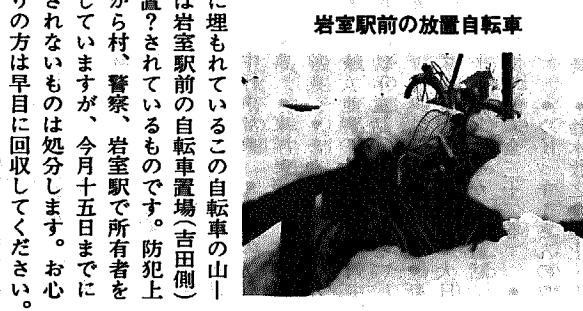 岩室駅前の放置自転車
に埋もれているこの自転車の山―
は岩室駅前の自転車置場(吉田側)
置?されているものです。防犯上
から村、警察、岩室駅で所有者を
していますが、今月十五日までに
されないものは処分します。お心
りの方は早目に回収してください。